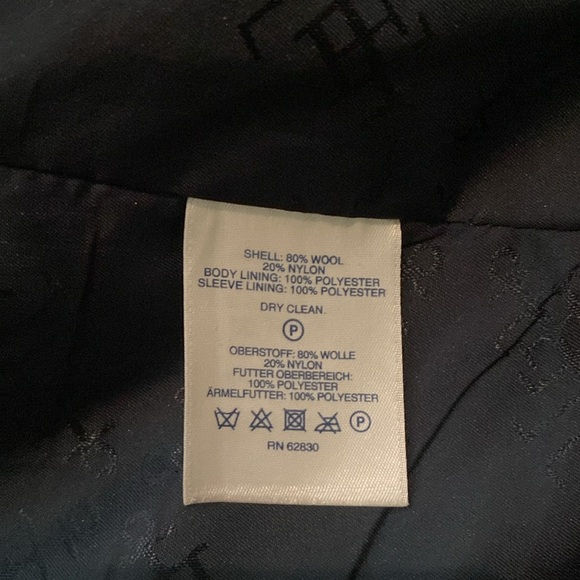 SHELL: 80% WOOL
20% NYLON
BODY LINING: 100% POLYESTER
SLEEVE LINING: 100% POLYESTER
DRY CLEAN.
P
OBERSTOFF: 80% WOLLE
20% NYLON
FUTTER OBERBEREICH:
100% POLYESTER
ÄRMELFUTTER: 100% POLYESTER
P
RN 62830